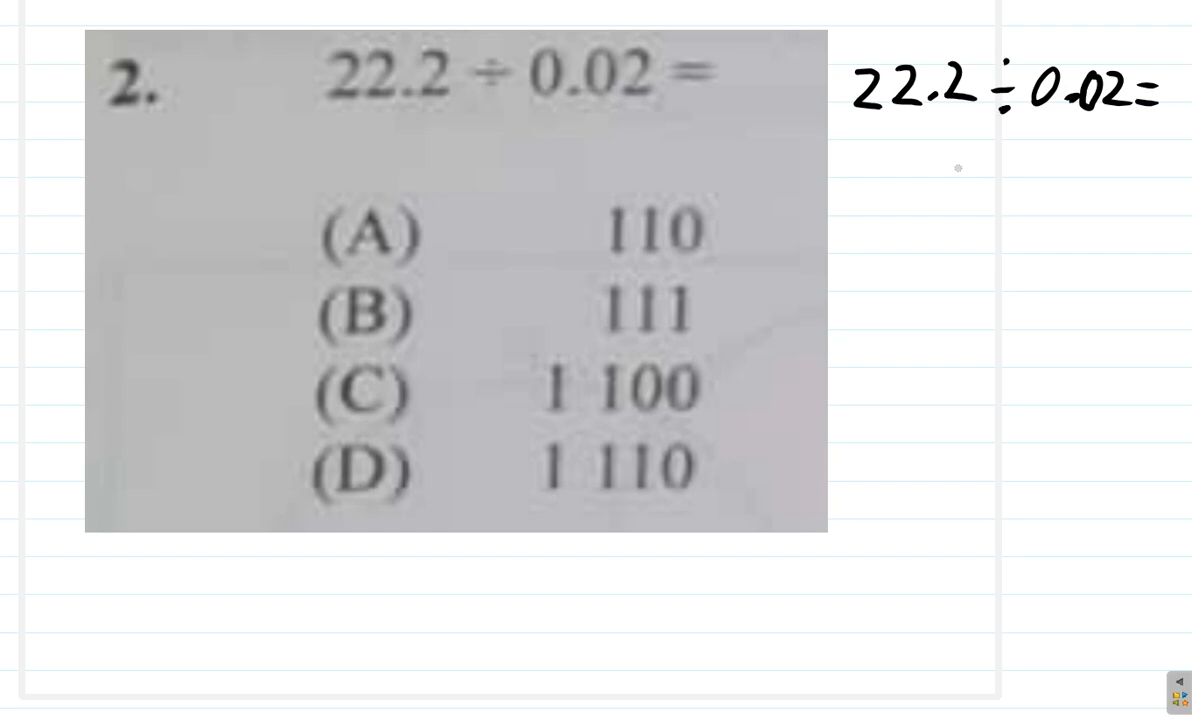 2. 22.2 ÷ 0.02 =
22.2 ÷ 0.02 =
(A) 110
(B) 111
(C) 1 100
(D) 1 110